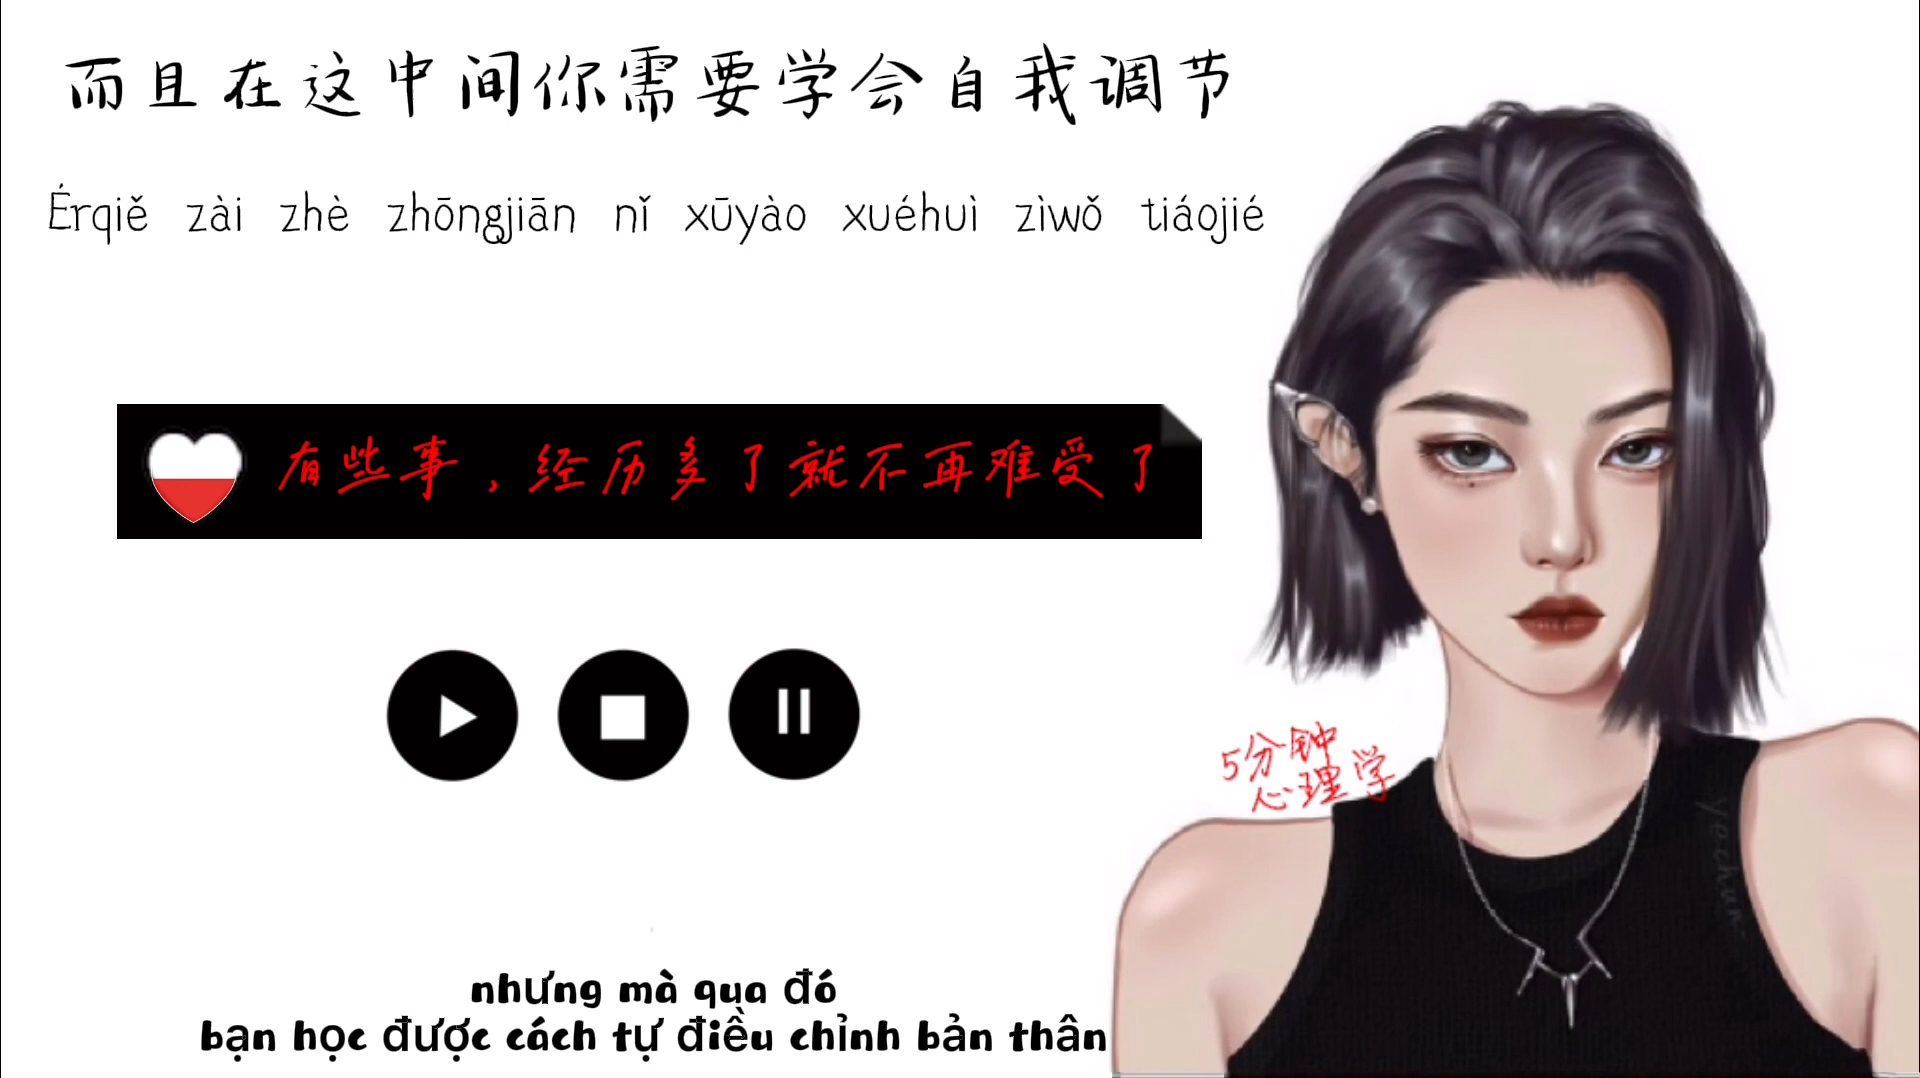 而且在这中间你需要学会自我调节
Érqiě zài zhè zhōngjiān nǐ xūyào xuéhuì zìwǒ tiáojié
有些事，经历多了就不再难受了
5分钟
心理学
yechun
nhưng mà qua đó
bạn học được cách tự điều chỉnh bản thân